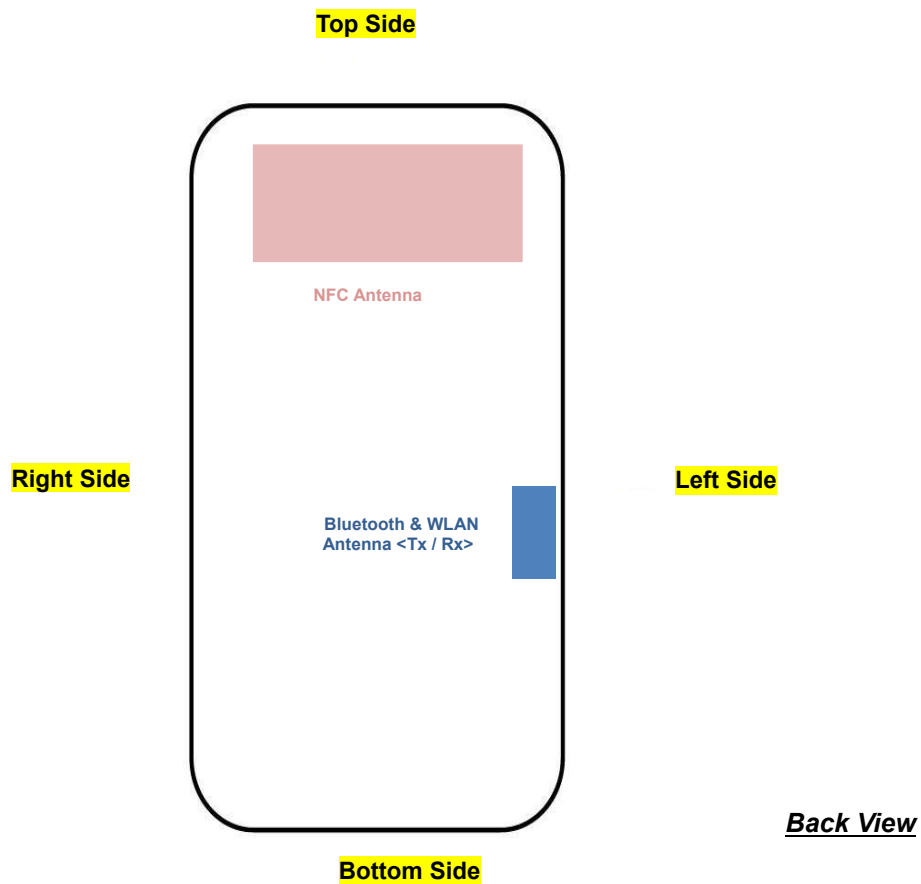 Top Side
NFC Antenna
Right Side
Left Side
Bluetooth & WLAN
Antenna <Tx / Rx>
Back View
Bottom Side